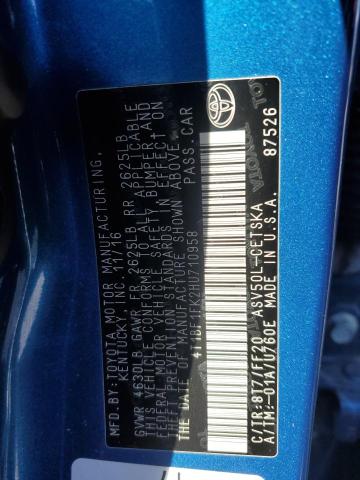 MFD. BY: TOYOTA MOTOR MANUFACTURING,
KENTUCKY, INC. 11/16
GVWR 4630LB GAWR FR 2625LB RR 2625LB
THIS VEHICLE CONFORMS TO ALL APPLICABLE
FEDERAL MOTOR VEHICLE SAFETY, BUMPER, AND
THEFT PREVENTION STANDARDS IN EFFECT ON
THE DATE OF MANUFACTURE SHOWN ABOVE.
4T1BF1FK2HU710958 PASS.CAR
C/TR: 8T7/FF20 ASV50L-CETSKA
A/TM: -01A/U760E MADE IN U.S.A.
87526
TOYOTA